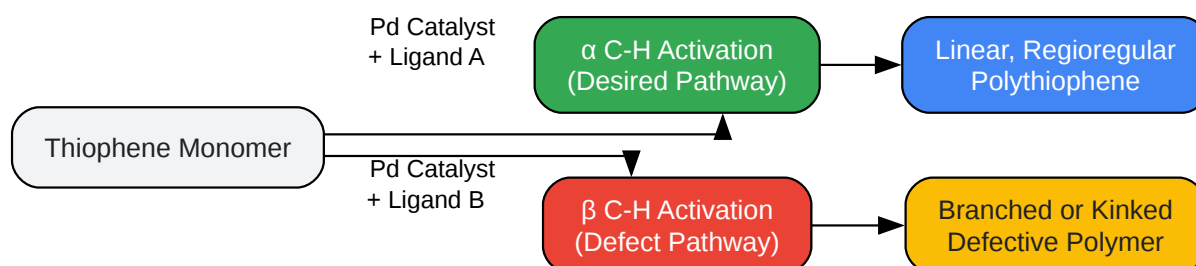 Pd Catalyst
+ Ligand A
α C-H Activation
(Desired Pathway)
Linear, Regioregular
Polythiophene
Thiophene Monomer
Pd Catalyst
+ Ligand B
β C-H Activation
(Defect Pathway)
Branched or Kinked
Defective Polymer